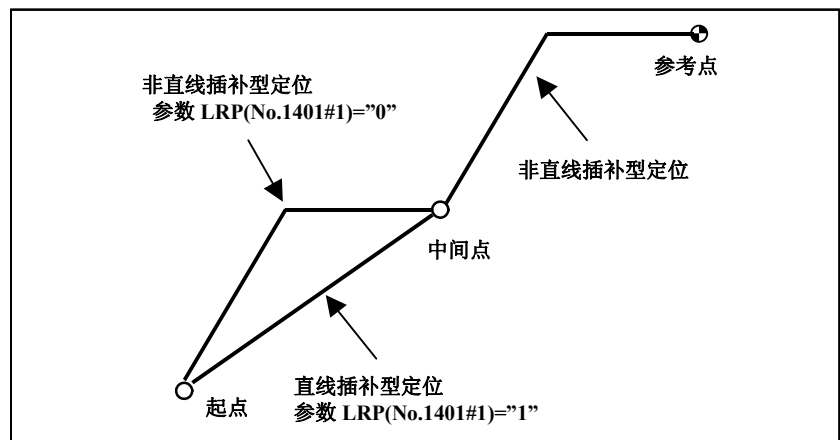 参考点
非直线插补型定位
参数 LRP(No.1401#1)=”0”
非直线插补型定位
中间点
起点
直线插补型定位
参数 LRP(No.1401#1)=”1”